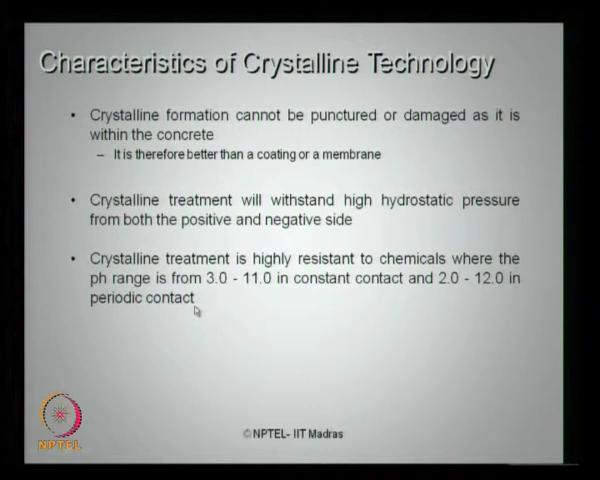 Characteristics of Crystalline Technology
• Crystalline formation cannot be punctured or damaged as it is
within the concrete
– It is therefore better than a coating or a membrane
• Crystalline treatment will withstand high hydrostatic pressure
from both the positive and negative side
• Crystalline treatment is highly resistant to chemicals where the
ph range is from 3.0 - 11.0 in constant contact and 2.0 - 12.0 in
periodic contact
NPTEL
©NPTEL- IIT Madras